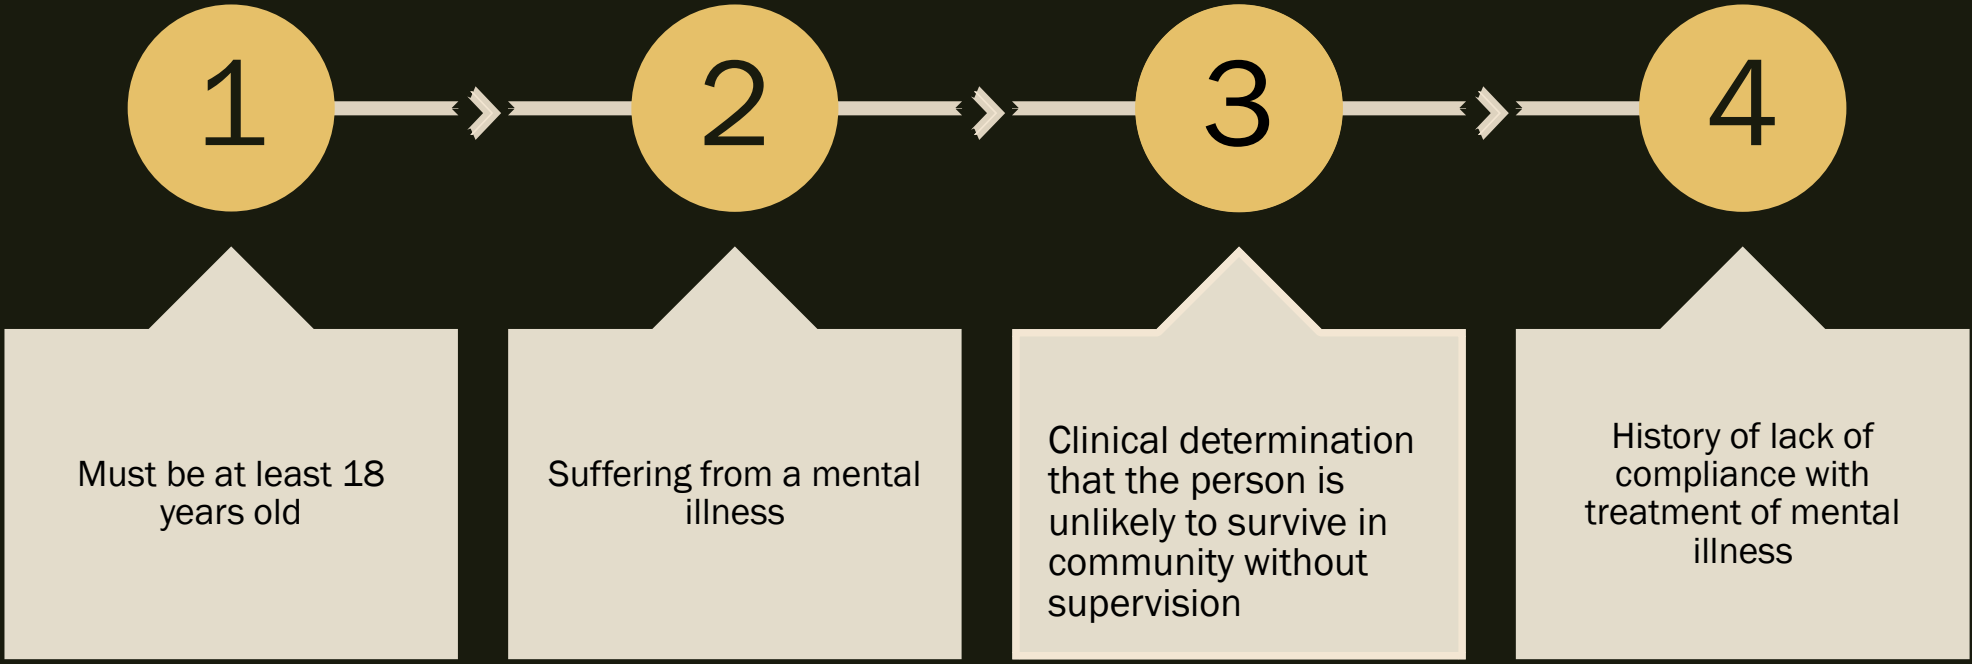 1
2
3
4
Must be at least 18
years old
Suffering from a mental
illness
Clinical determination
that the person is
unlikely to survive in
community without
supervision
History of lack of
compliance with
treatment of mental
illness